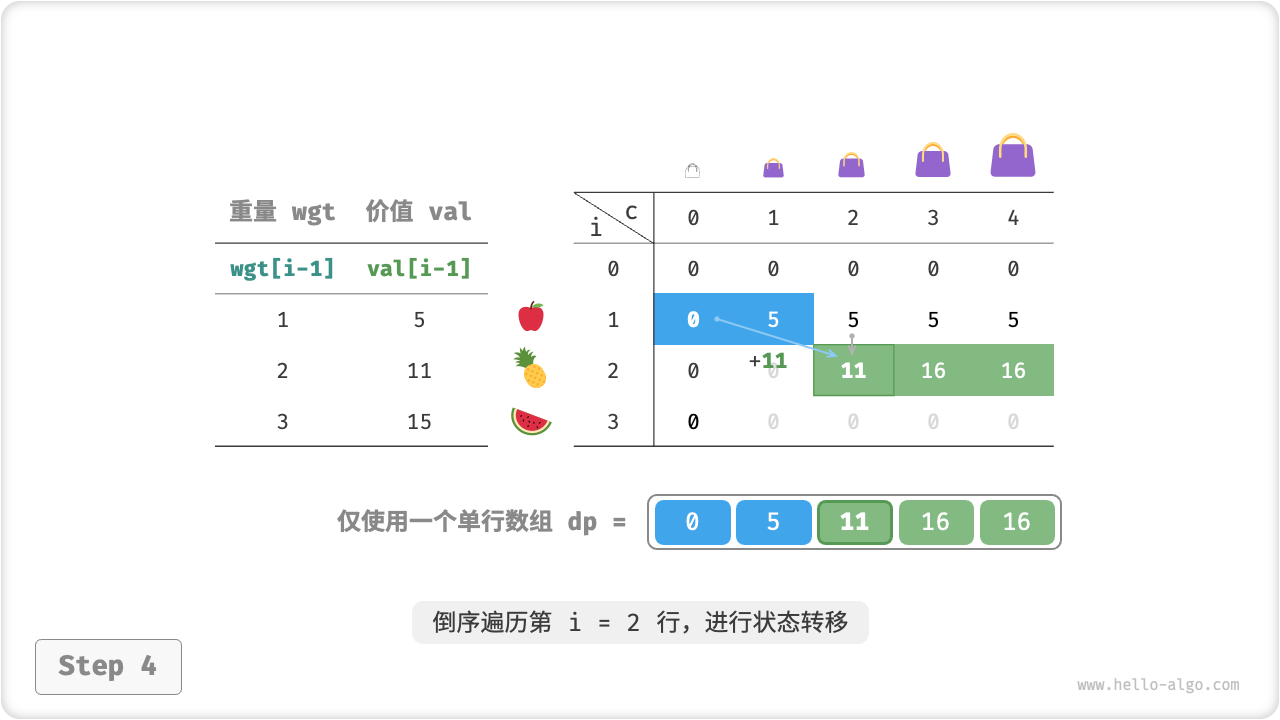 重量 wgt 价值 val
wgt[i-1] val[i-1]
1 5
2 11
3 15
i c 0 1 2 3 4
0 0 0 0 0 0
1 0 5 5 5 5
2 0 0 11 16 16
+11
3 0 0 0 0 0
仅使用一个单行数组 dp = 0 5 11 16 16
倒序遍历第 i = 2 行，进行状态转移
Step 4
www.hello-algo.com